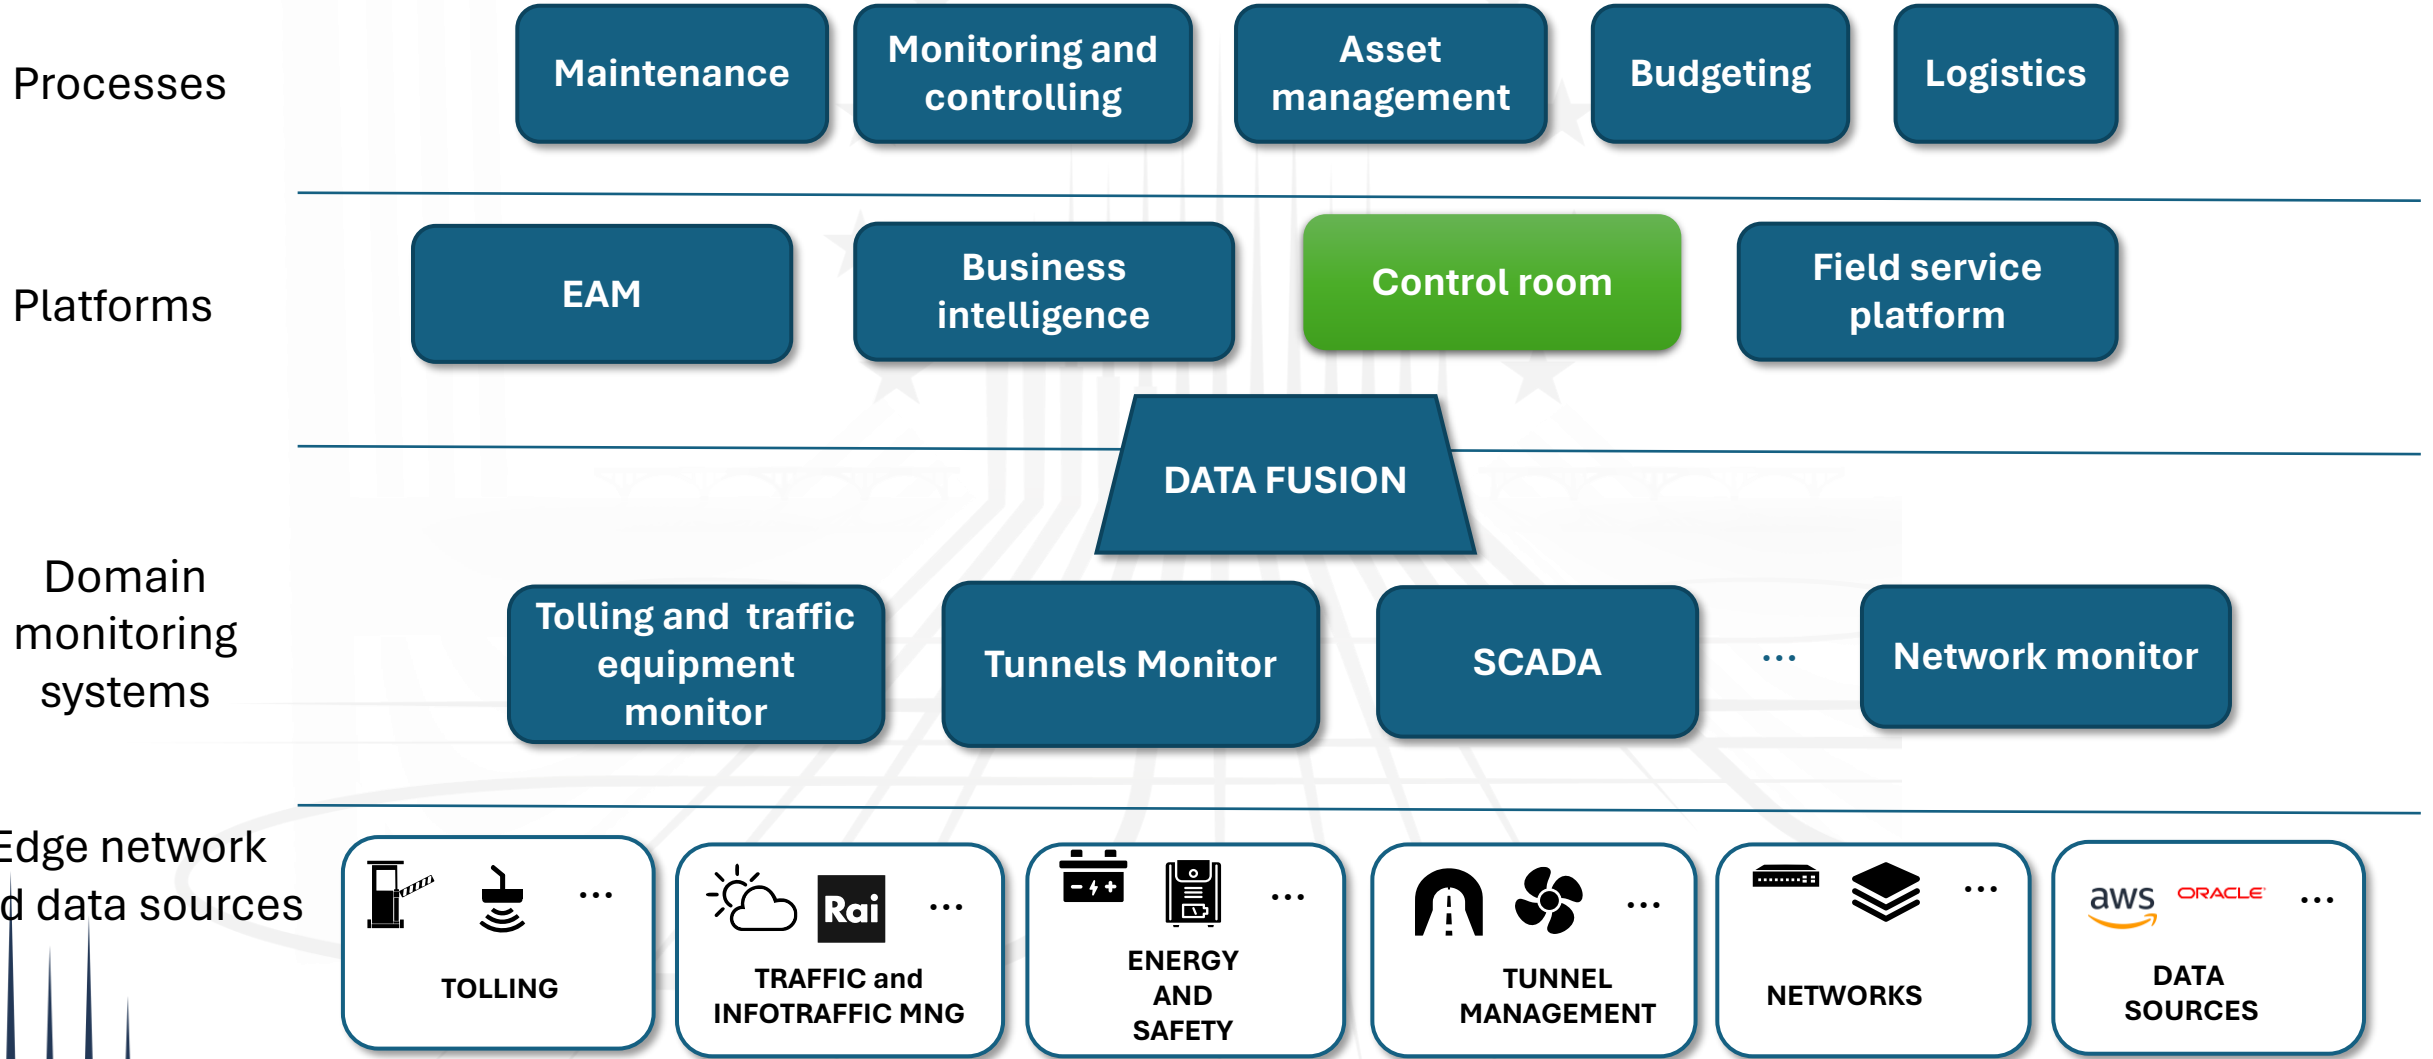 Processes
Maintenance
Monitoring and
controlling
Asset
management
Budgeting
Logistics
Platforms
EAM
Business
intelligence
Control room
Field service
platform
DATA FUSION
Domain
monitoring
systems
Tolling and traffic
equipment
monitor
Tunnels Monitor
SCADA
...
Network monitor
Edge network
d data sources
...
TOLLING
Rai
...
TRAFFIC and
INFOTRAFFIC MNG
...
ENERGY
AND
SAFETY
...
TUNNEL
MANAGEMENT
...
NETWORKS
aws
ORACLE
...
DATA
SOURCES